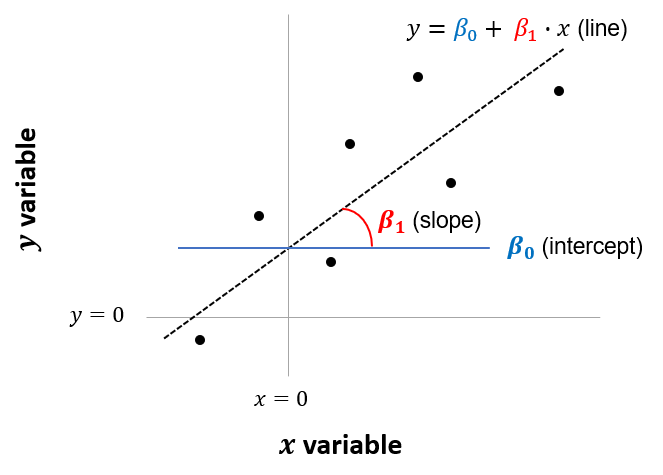 y = β₀ + β₁ · x (line)
y variable
β₁ (slope)
β₀ (intercept)
y = 0
x = 0
x variable